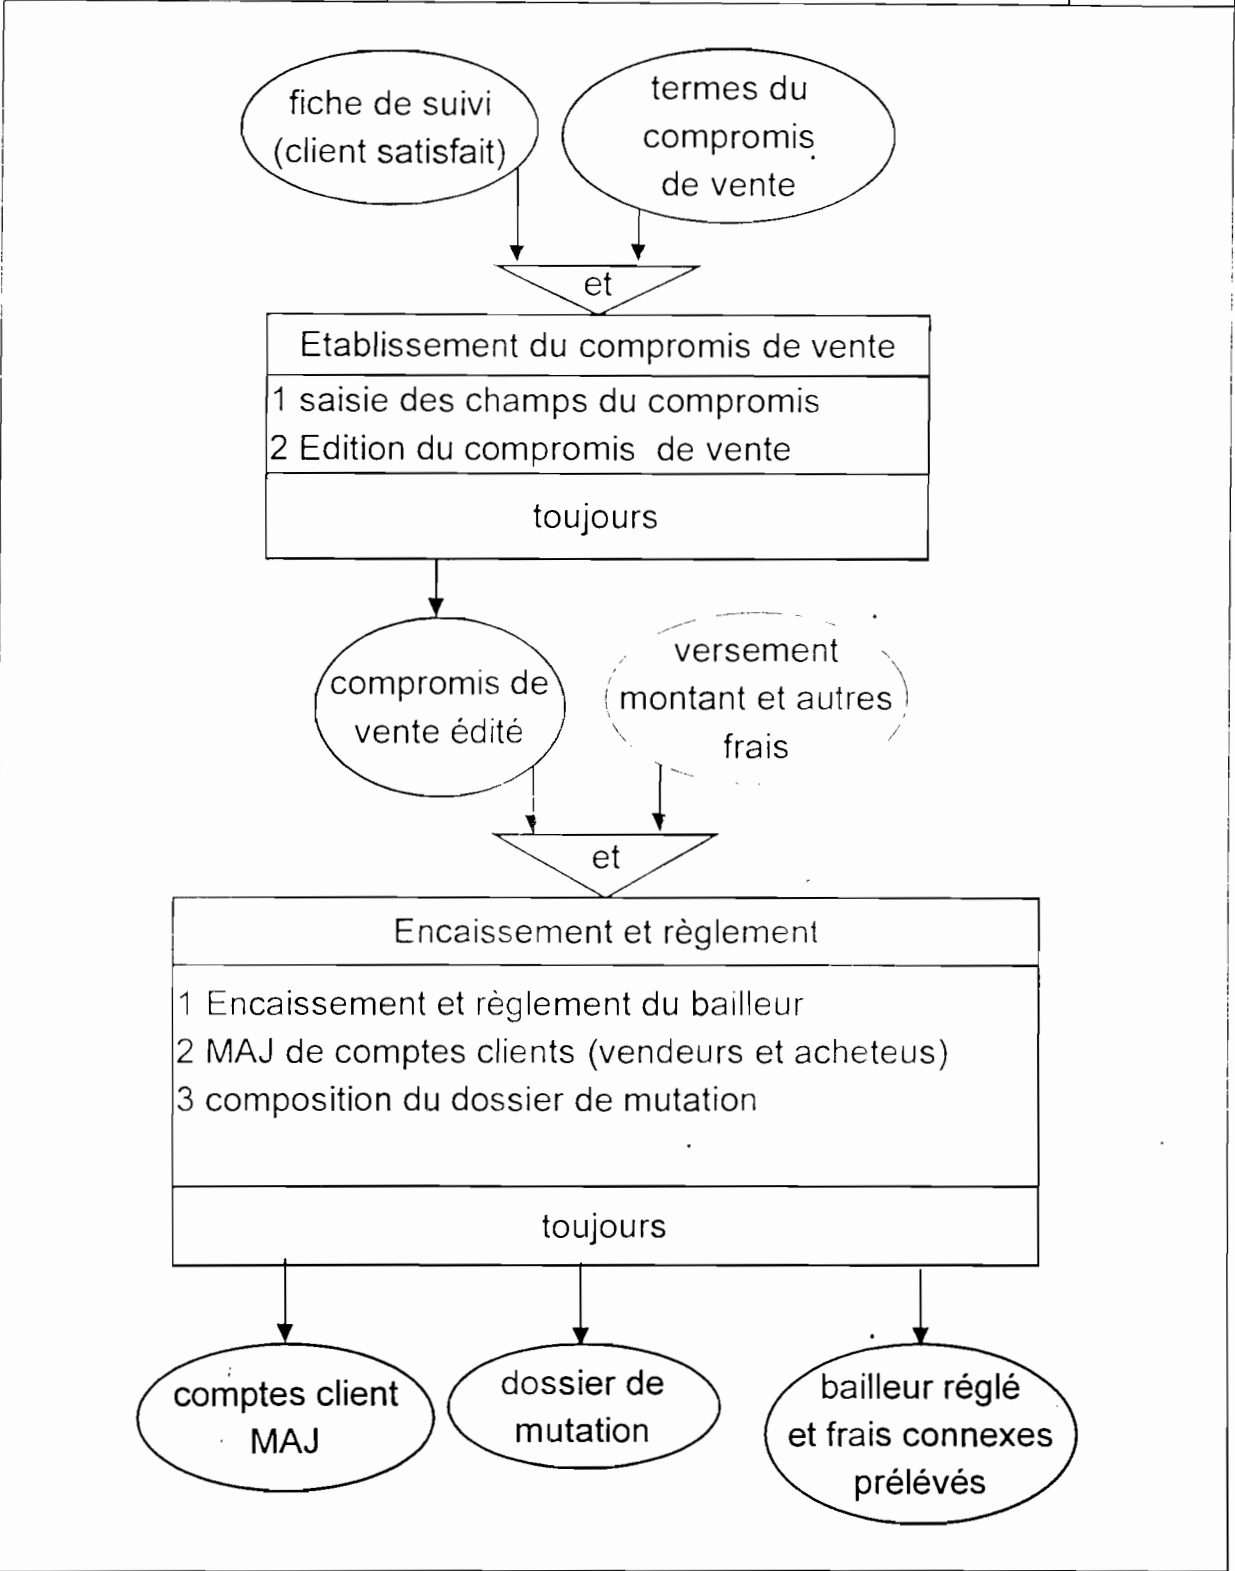 fiche de suivi
(client satisfait)
termes du
compromis
de vente
et
Etablissement du compromis de vente
1 saisie des champs du compromis
2 Edition du compromis de vente
toujours
compromis de
vente édité
versement
montant et autres
frais
et
Encaissement et règlement
1 Encaissement et règlement du bailleur
2 MAJ de comptes clients (vendeurs et acheteus)
3 composition du dossier de mutation
toujours
comptes client
MAJ
dossier de
mutation
bailleur réglé
et frais connexes
prélévés